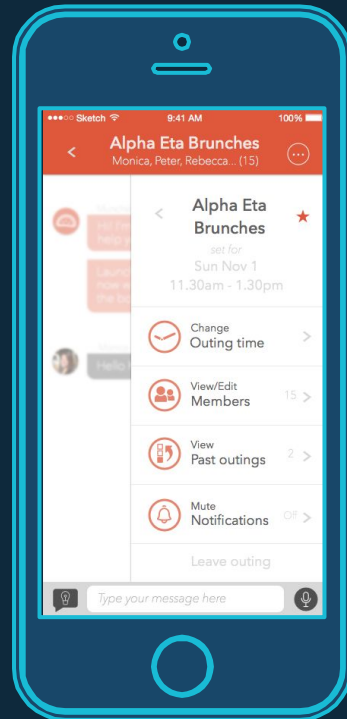 Sketch 9:41 AM 100%
Alpha Eta Brunches
Monica, Peter, Rebecca... (15)
Alpha Eta
Brunches
set for
Sun Nov 1
11.30am - 1.30pm
help
the
Hello
Change
Outing time
View/Edit
Members 15
View
Past outings 2
Mute
Notifications Off
Leave outing
Type your message here